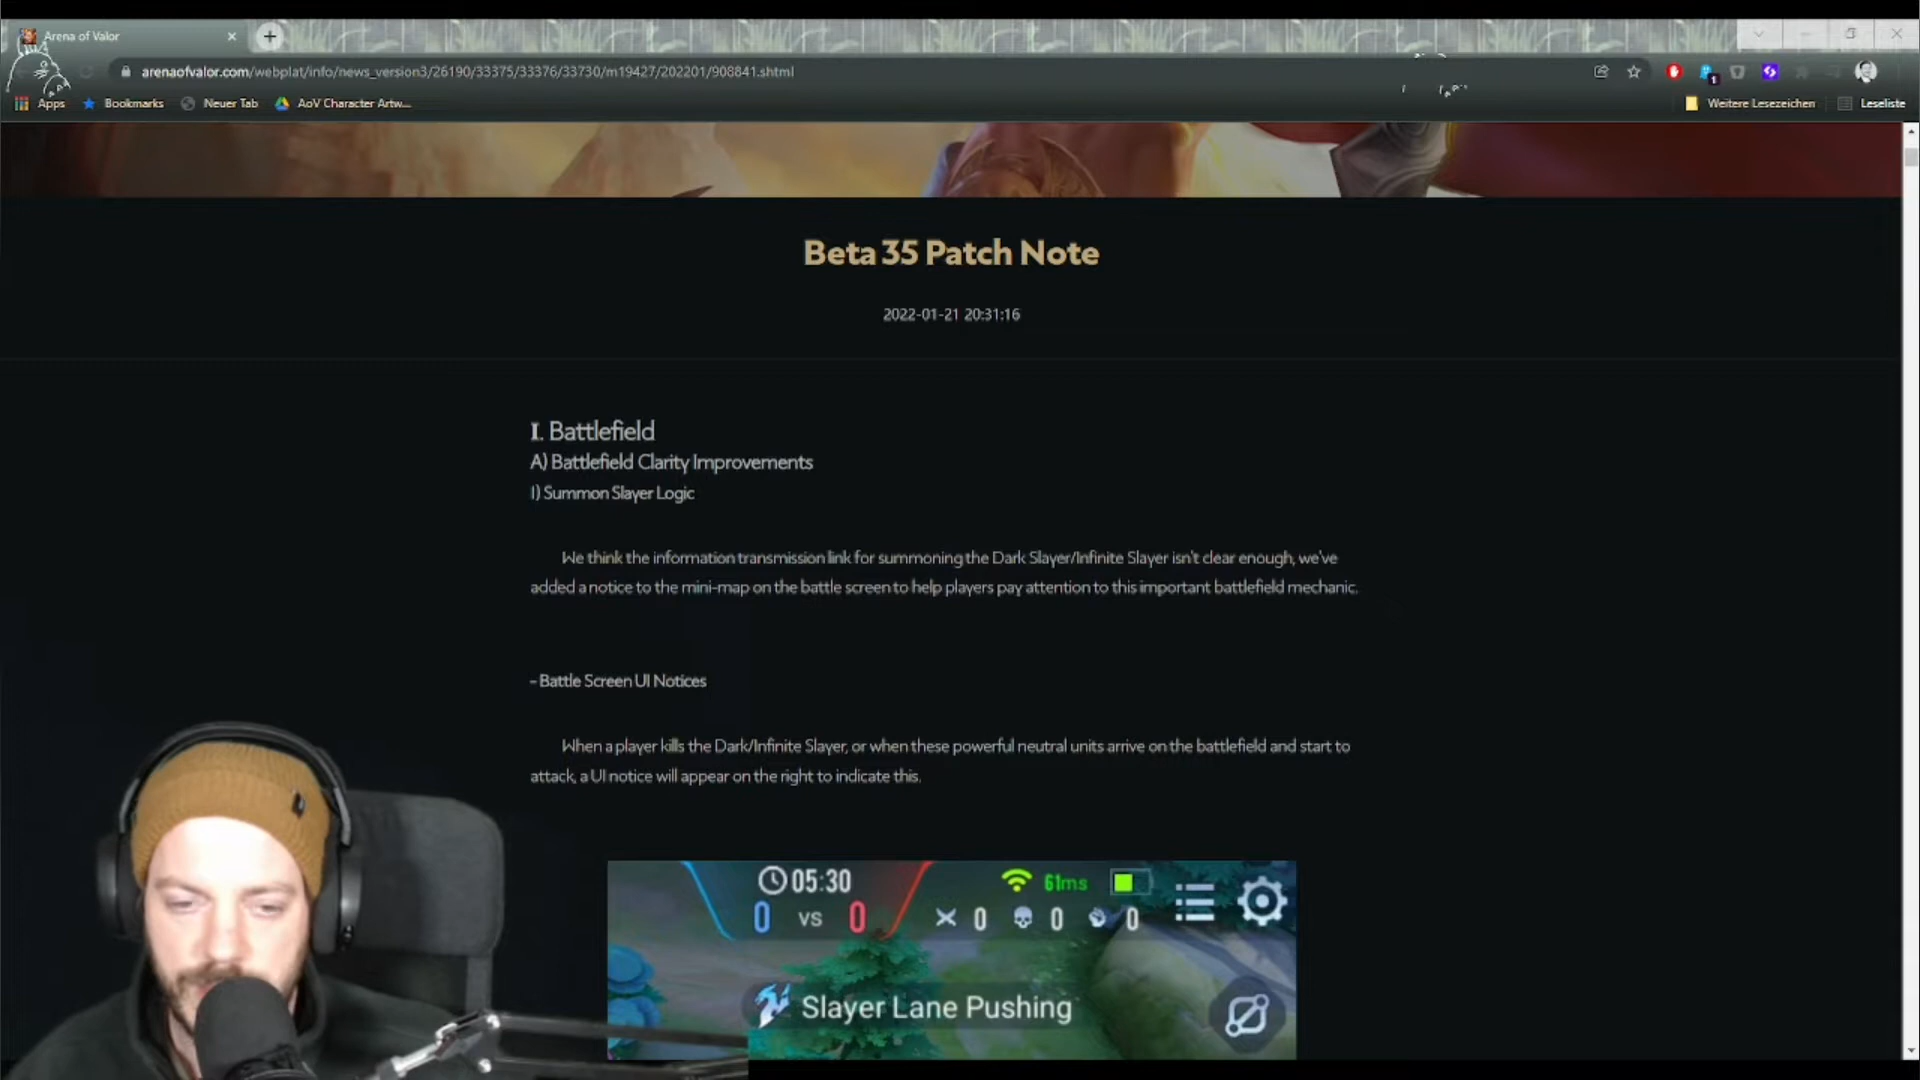 Arena of Valor
arenaofvalor.com/webplat/info/news_version3/26190/33375/33376/33730/m19427/202201/908841.shtml
1
Apps Bookmarks Neuer Tab AoV Character Artw... Weitere Lesezeichen Leseliste
Beta 35 Patch Note
2022-01-21 20:31:16
I. Battlefield
A) Battlefield Clarity Improvements
1) Summon Slayer Logic
We think the information transmission link for summoning the Dark Slayer/Infinite Slayer isn't clear enough, we've
added a notice to the mini-map on the battle screen to help players pay attention to this important battlefield mechanic.
- Battle Screen UI Notices
When a player kills the Dark/Infinite Slayer, or when these powerful neutral units arrive on the battlefield and start to
attack, a UI notice will appear on the right to indicate this.
05:30 61ms
0 VS 0 0 0 0
Slayer Lane Pushing